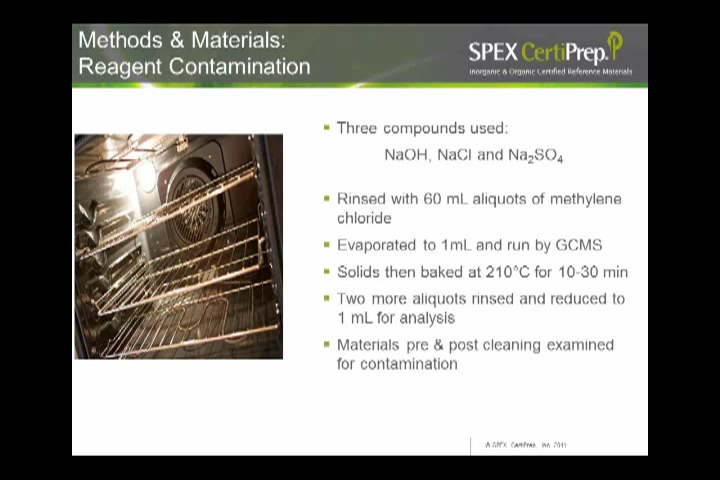 Methods & Materials:
Reagent Contamination
SPEX CertiPrep.
Inorganic & Organic Certified Reference Materials
Three compounds used:
NaOH, NaCl and Na₂SO₄
Rinsed with 60 mL aliquots of methylene
chloride
Evaporated to 1mL and run by GCMS
Solids then baked at 210°C for 10-30 min
Two more aliquots rinsed and reduced to
1 mL for analysis
Materials pre & post cleaning examined
for contamination
© SPEX CertiPrep, Inc. 2011